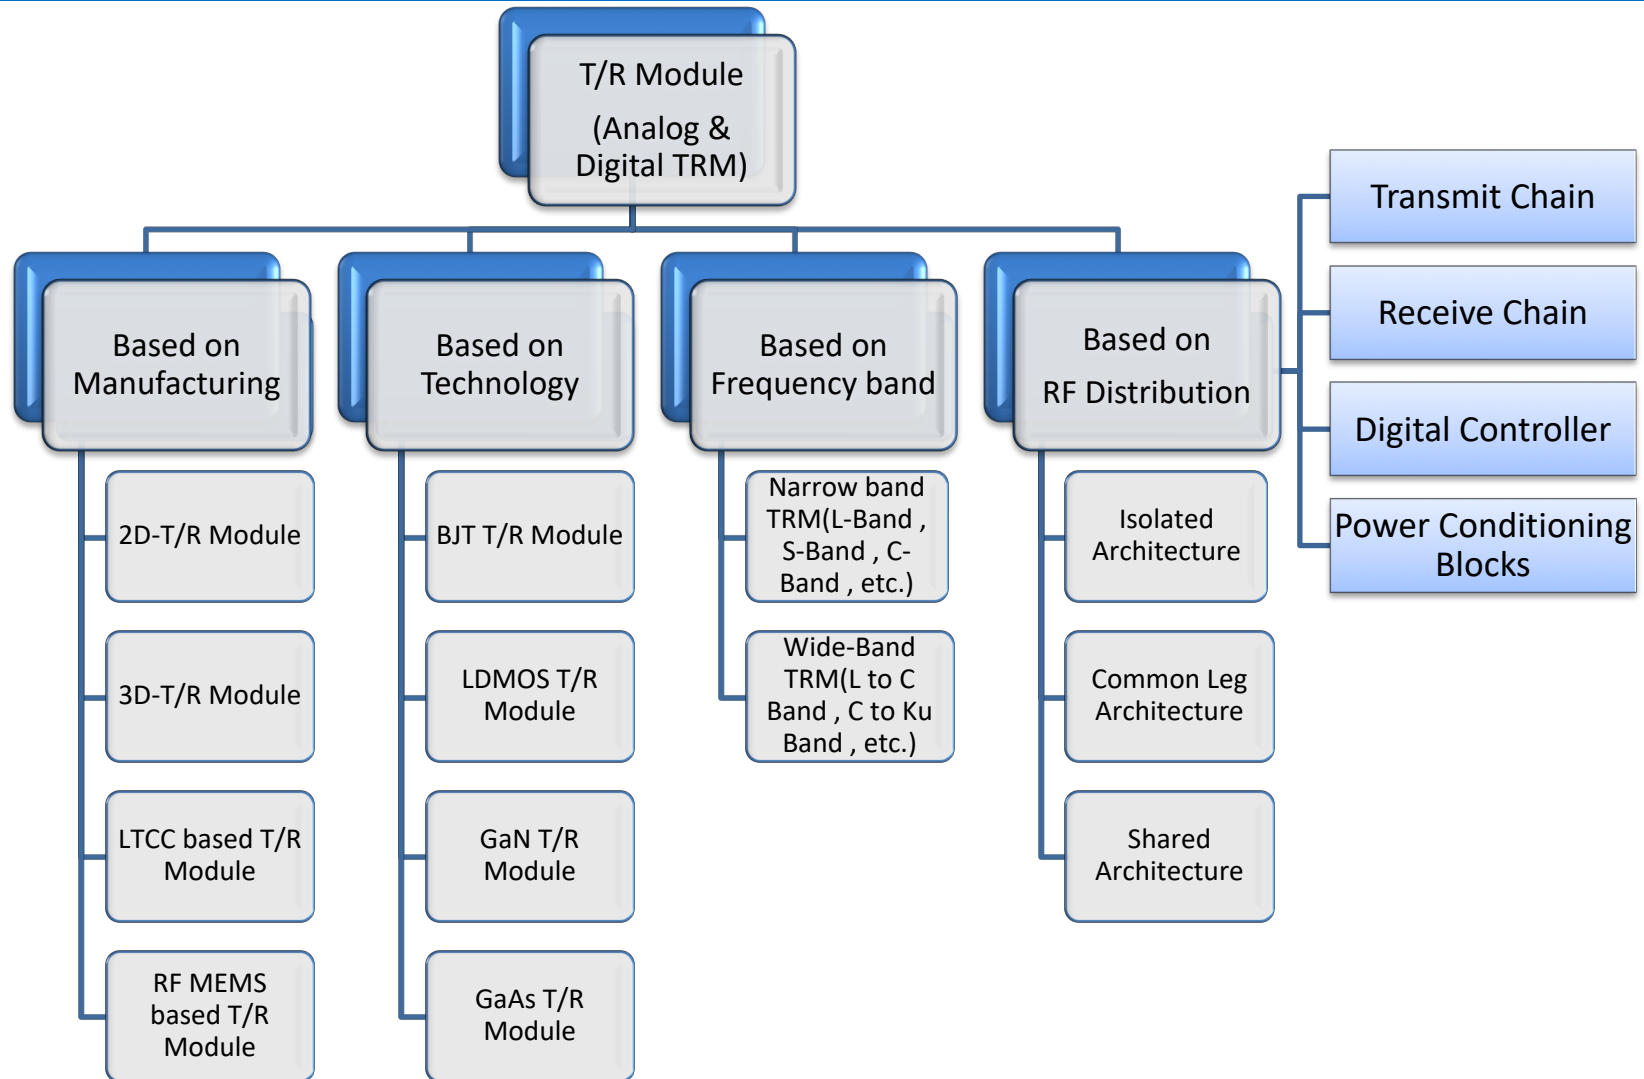 T/R Module
(Analog &
Digital TRM)
Based on
Manufacturing
2D-T/R Module
3D-T/R Module
LTCC based T/R
Module
RF MEMS
based T/R
Module
Based on
Technology
BJT T/R Module
LDMOS T/R
Module
GaN T/R
Module
GaAs T/R
Module
Based on
Frequency band
Narrow band
TRM(L-Band ,
S-Band , C-
Band , etc.)
Wide-Band
TRM(L to C
Band , C to Ku
Band , etc.)
Based on
RF Distribution
Isolated
Architecture
Common Leg
Architecture
Shared
Architecture
Transmit Chain
Receive Chain
Digital Controller
Power Conditioning
Blocks